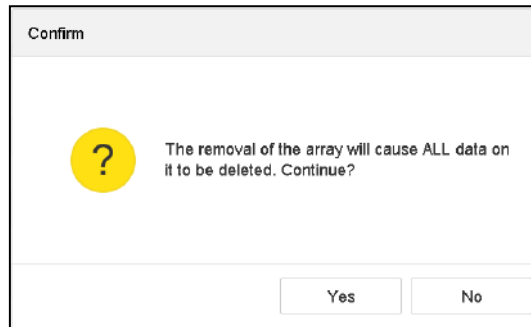 Confirm
?
The removal of the array will cause ALL data on
it to be deleted. Continue?
Yes
No